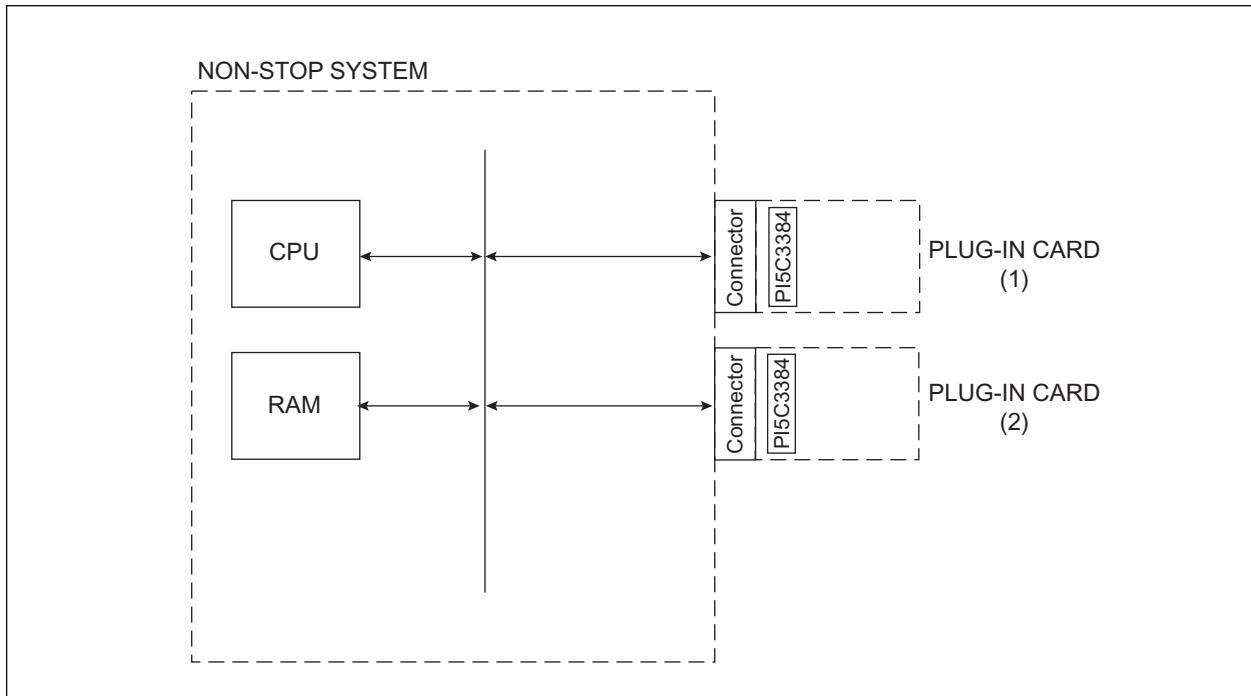 NON-STOP SYSTEM
CPU
Connector
PI5C3384
PLUG-IN CARD
(1)
RAM
Connector
PI5C3384
PLUG-IN CARD
(2)